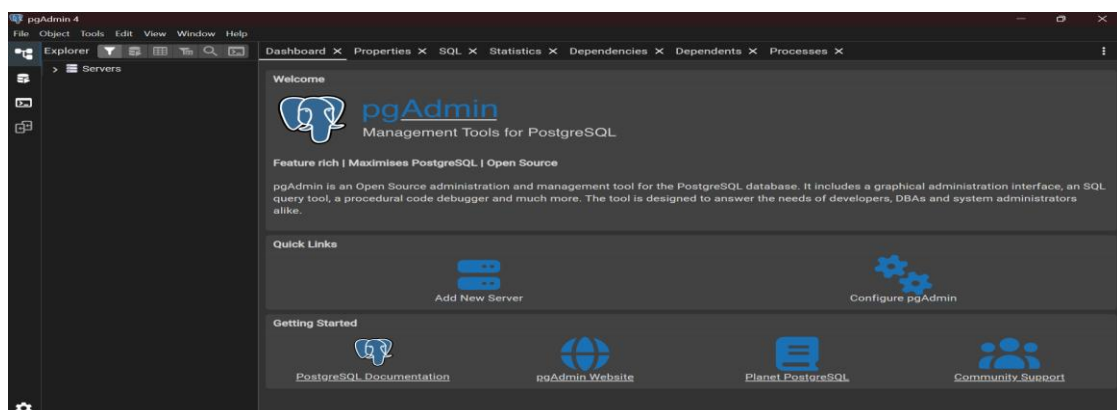 pgAdmin 4
File Object Tools Edit View Window Help
Explorer
Dashboard Properties SQL Statistics Dependencies Dependents Processes
Servers
Welcome
pgAdmin
Management Tools for PostgreSQL
Feature rich | Maximises PostgreSQL | Open Source
pgAdmin is an Open Source administration and management tool for the PostgreSQL database. It includes a graphical administration interface, an SQL
query tool, a procedural code debugger and much more. The tool is designed to answer the needs of developers, DBAs and system administrators
alike.
Quick Links
Add New Server
Configure pgAdmin
Getting Started
PostgreSQL Documentation
pgAdmin Website
Planet PostgreSQL
Community Support